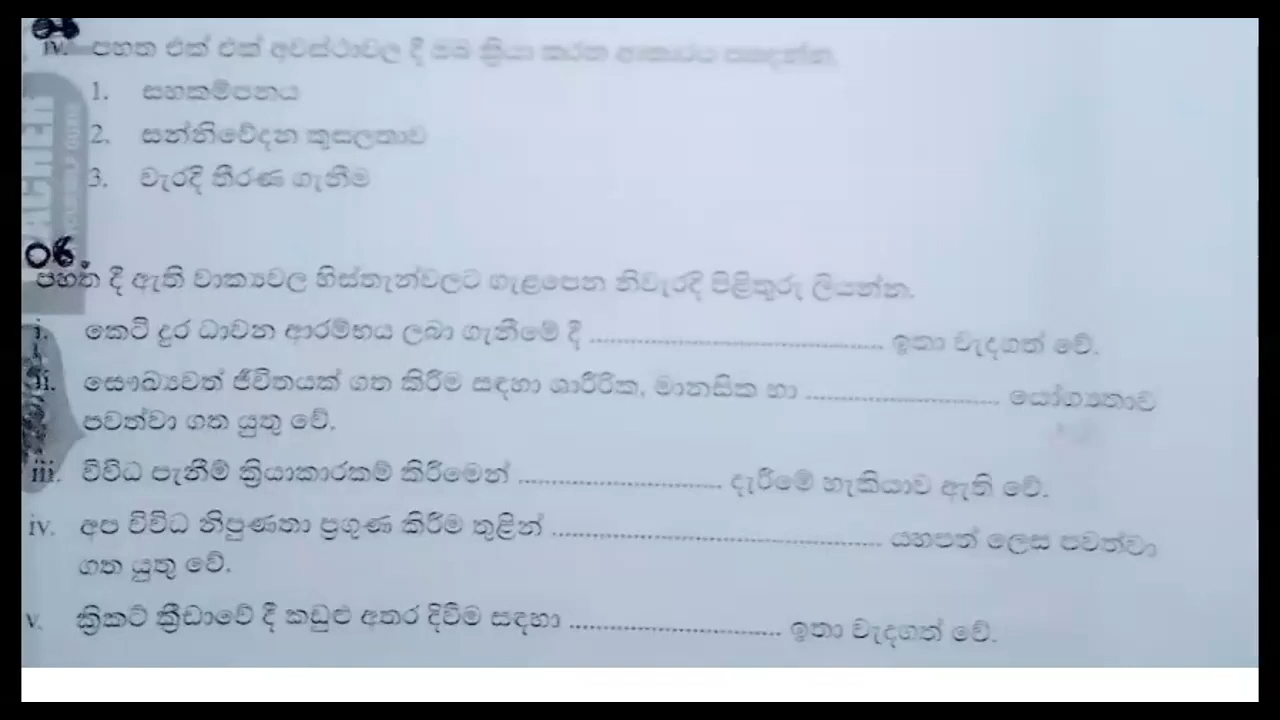 iv. පහත එක් එක් අවස්ථාවල දී ඔබ ක්‍රියා කරන ආකාරය
1. සහකම්පනය
2. සන්නිවේදන කුසලතාව
3. වැරදි තීරණ ගැනීම
06.
පහත දී ඇති වාක්‍යවල හිස්තැන්වලට ගැළපෙන නිවැරදි පිළිතුරු ලියන්න.
i. කෙටි දුර ධාවන ආරම්භය ලබා ගැනීමේ දී ........................................ ඉතා වැදගත් වේ.
ii. සෞඛ්‍යවත් ජීවිතයක් ගත කිරීම සඳහා ශාරීරික, මානසික හා .............................. යෝග්‍යතාව
පවත්වා ගත යුතු වේ.
iii. විවිධ පැනීම් ක්‍රියාකාරකම් කිරීමෙන් .............................. දැරීමේ හැකියාව ඇති වේ.
iv. අප විවිධ නිපුණතා ප්‍රගුණ කිරීම තුළින් ................................................ යහපත් ලෙස පවත්වා
ගත යුතු වේ.
v. ක්‍රිකට් ක්‍රීඩාවේ දී කඩුළු අතර දිවීම සඳහා ................................ ඉතා වැදගත් වේ.